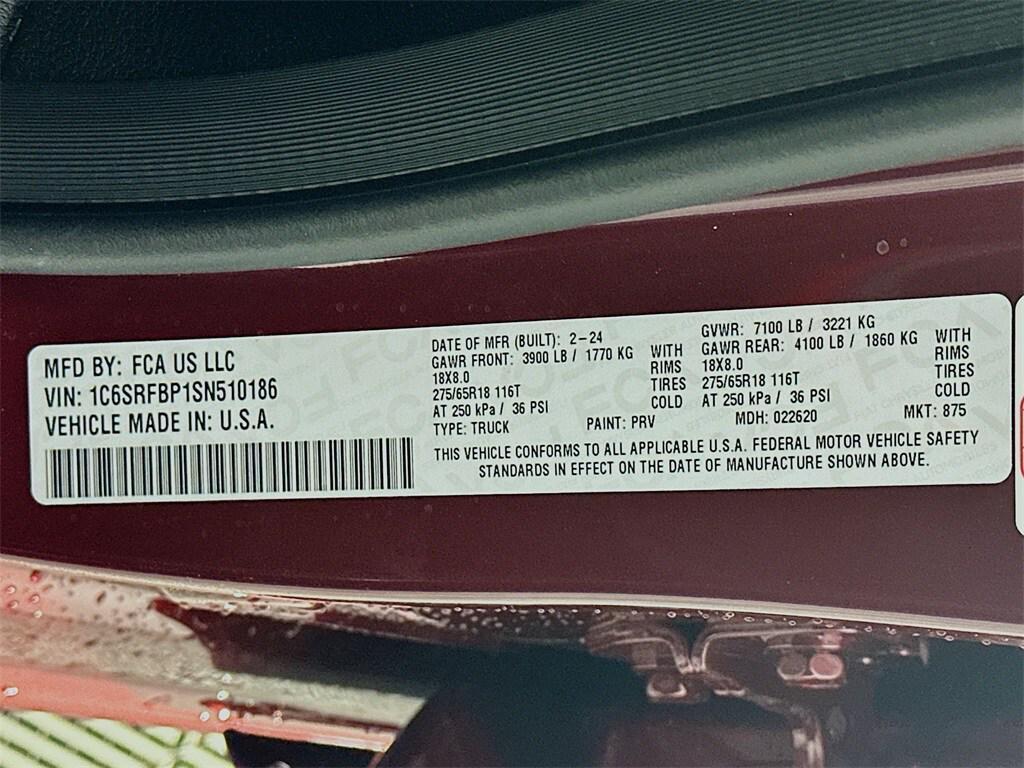 MFD BY: FCA US LLC
VIN: 1C6SRFBP1SN510186
VEHICLE MADE IN: U.S.A.
DATE OF MFR (BUILT): 2-24
GAWR FRONT: 3900 LB / 1770 KG WITH
18X8.0 RIMS
275/65R18 116T TIRES
AT 250 kPa / 36 PSI COLD
TYPE: TRUCK PAINT: PRV
GVWR: 7100 LB / 3221 KG
GAWR REAR: 4100 LB / 1860 KG WITH
18X8.0 RIMS
275/65R18 116T TIRES
AT 250 kPa / 36 PSI COLD
MDH: 022620 MKT: 875
THIS VEHICLE CONFORMS TO ALL APPLICABLE U.S.A. FEDERAL MOTOR VEHICLE SAFETY
STANDARDS IN EFFECT ON THE DATE OF MANUFACTURE SHOWN ABOVE.